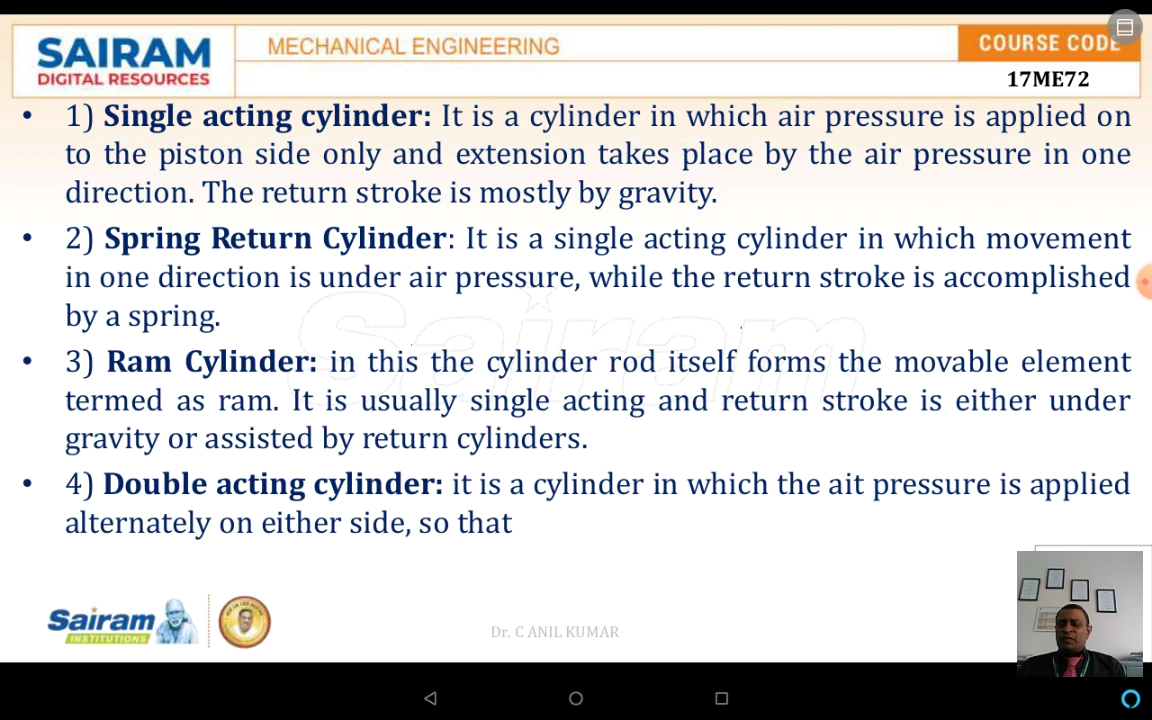 SAIRAM
DIGITAL RESOURCES
MECHANICAL ENGINEERING
COURSE CODE
17ME72
• 1) Single acting cylinder: It is a cylinder in which air pressure is applied on
to the piston side only and extension takes place by the air pressure in one
direction. The return stroke is mostly by gravity.
• 2) Spring Return Cylinder: It is a single acting cylinder in which movement
in one direction is under air pressure, while the return stroke is accomplished
by a spring.
Sairam
• 3) Ram Cylinder: in this the cylinder rod itself forms the movable element
termed as ram. It is usually single acting and return stroke is either under
gravity or assisted by return cylinders.
• 4) Double acting cylinder: it is a cylinder in which the ait pressure is applied
alternately on either side, so that
Sairam
INSTITUTIONS
Dr. C ANIL KUMAR